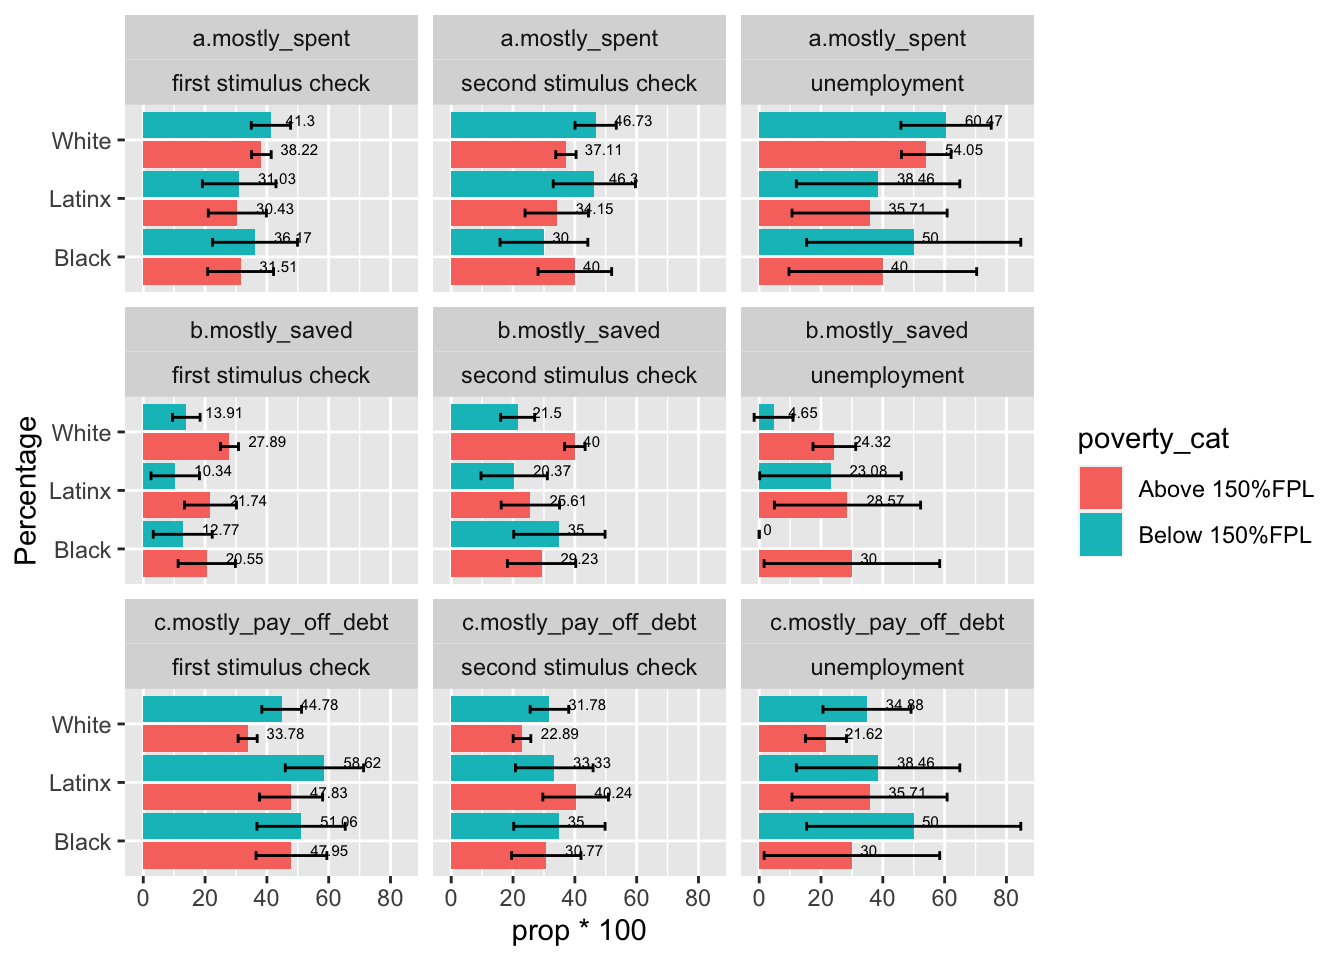 a.mostly_spent
a.mostly_spent
a.mostly_spent
first stimulus check
second stimulus check
unemployment
White
Latinx
Black
41.3
38.22
31.03
30.43
36.17
31.51
46.73
37.11
46.3
34.15
30
40
60.47
54.05
38.46
35.71
50
40
b.mostly_saved
b.mostly_saved
b.mostly_saved
first stimulus check
second stimulus check
unemployment
White
Latinx
Black
13.91
27.89
10.34
21.74
12.77
20.55
21.5
40
20.37
25.61
35
29.23
4.65
24.32
23.08
28.57
0
30
c.mostly_pay_off_debt
c.mostly_pay_off_debt
c.mostly_pay_off_debt
first stimulus check
second stimulus check
unemployment
White
Latinx
Black
44.78
33.78
58.62
47.83
51.06
47.95
31.78
22.89
33.33
40.24
35
30.77
34.88
21.62
38.46
35.71
50
30
0 20 40 60 80
0 20 40 60 80
0 20 40 60 80
prop * 100
Percentage
poverty_cat
Above 150%FPL
Below 150%FPL